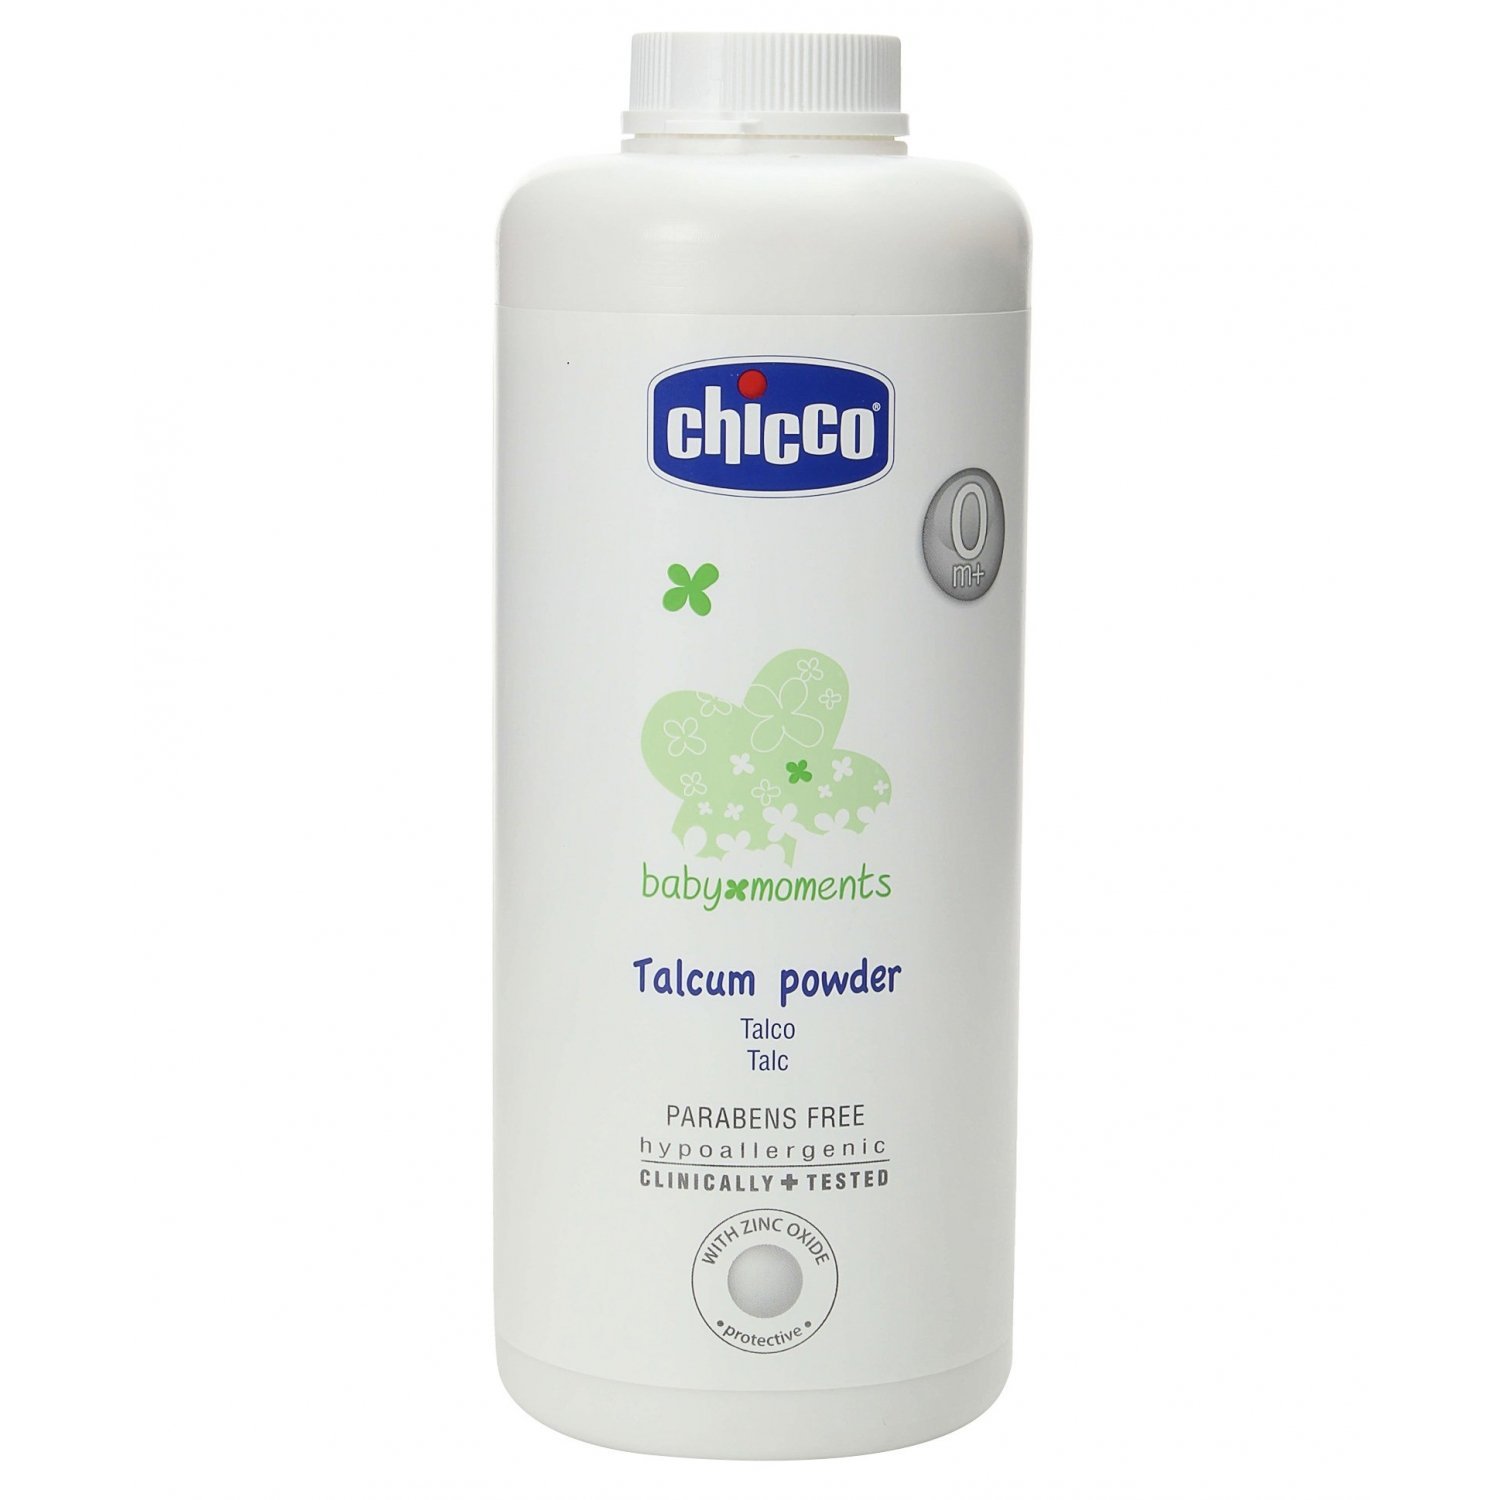 chicco®
0
m+
baby moments
Talcum powder
Talco
Talc
PARABENS FREE
hypoallergenic
CLINICALLY + TESTED
WITH ZINC OXIDE
• protective •